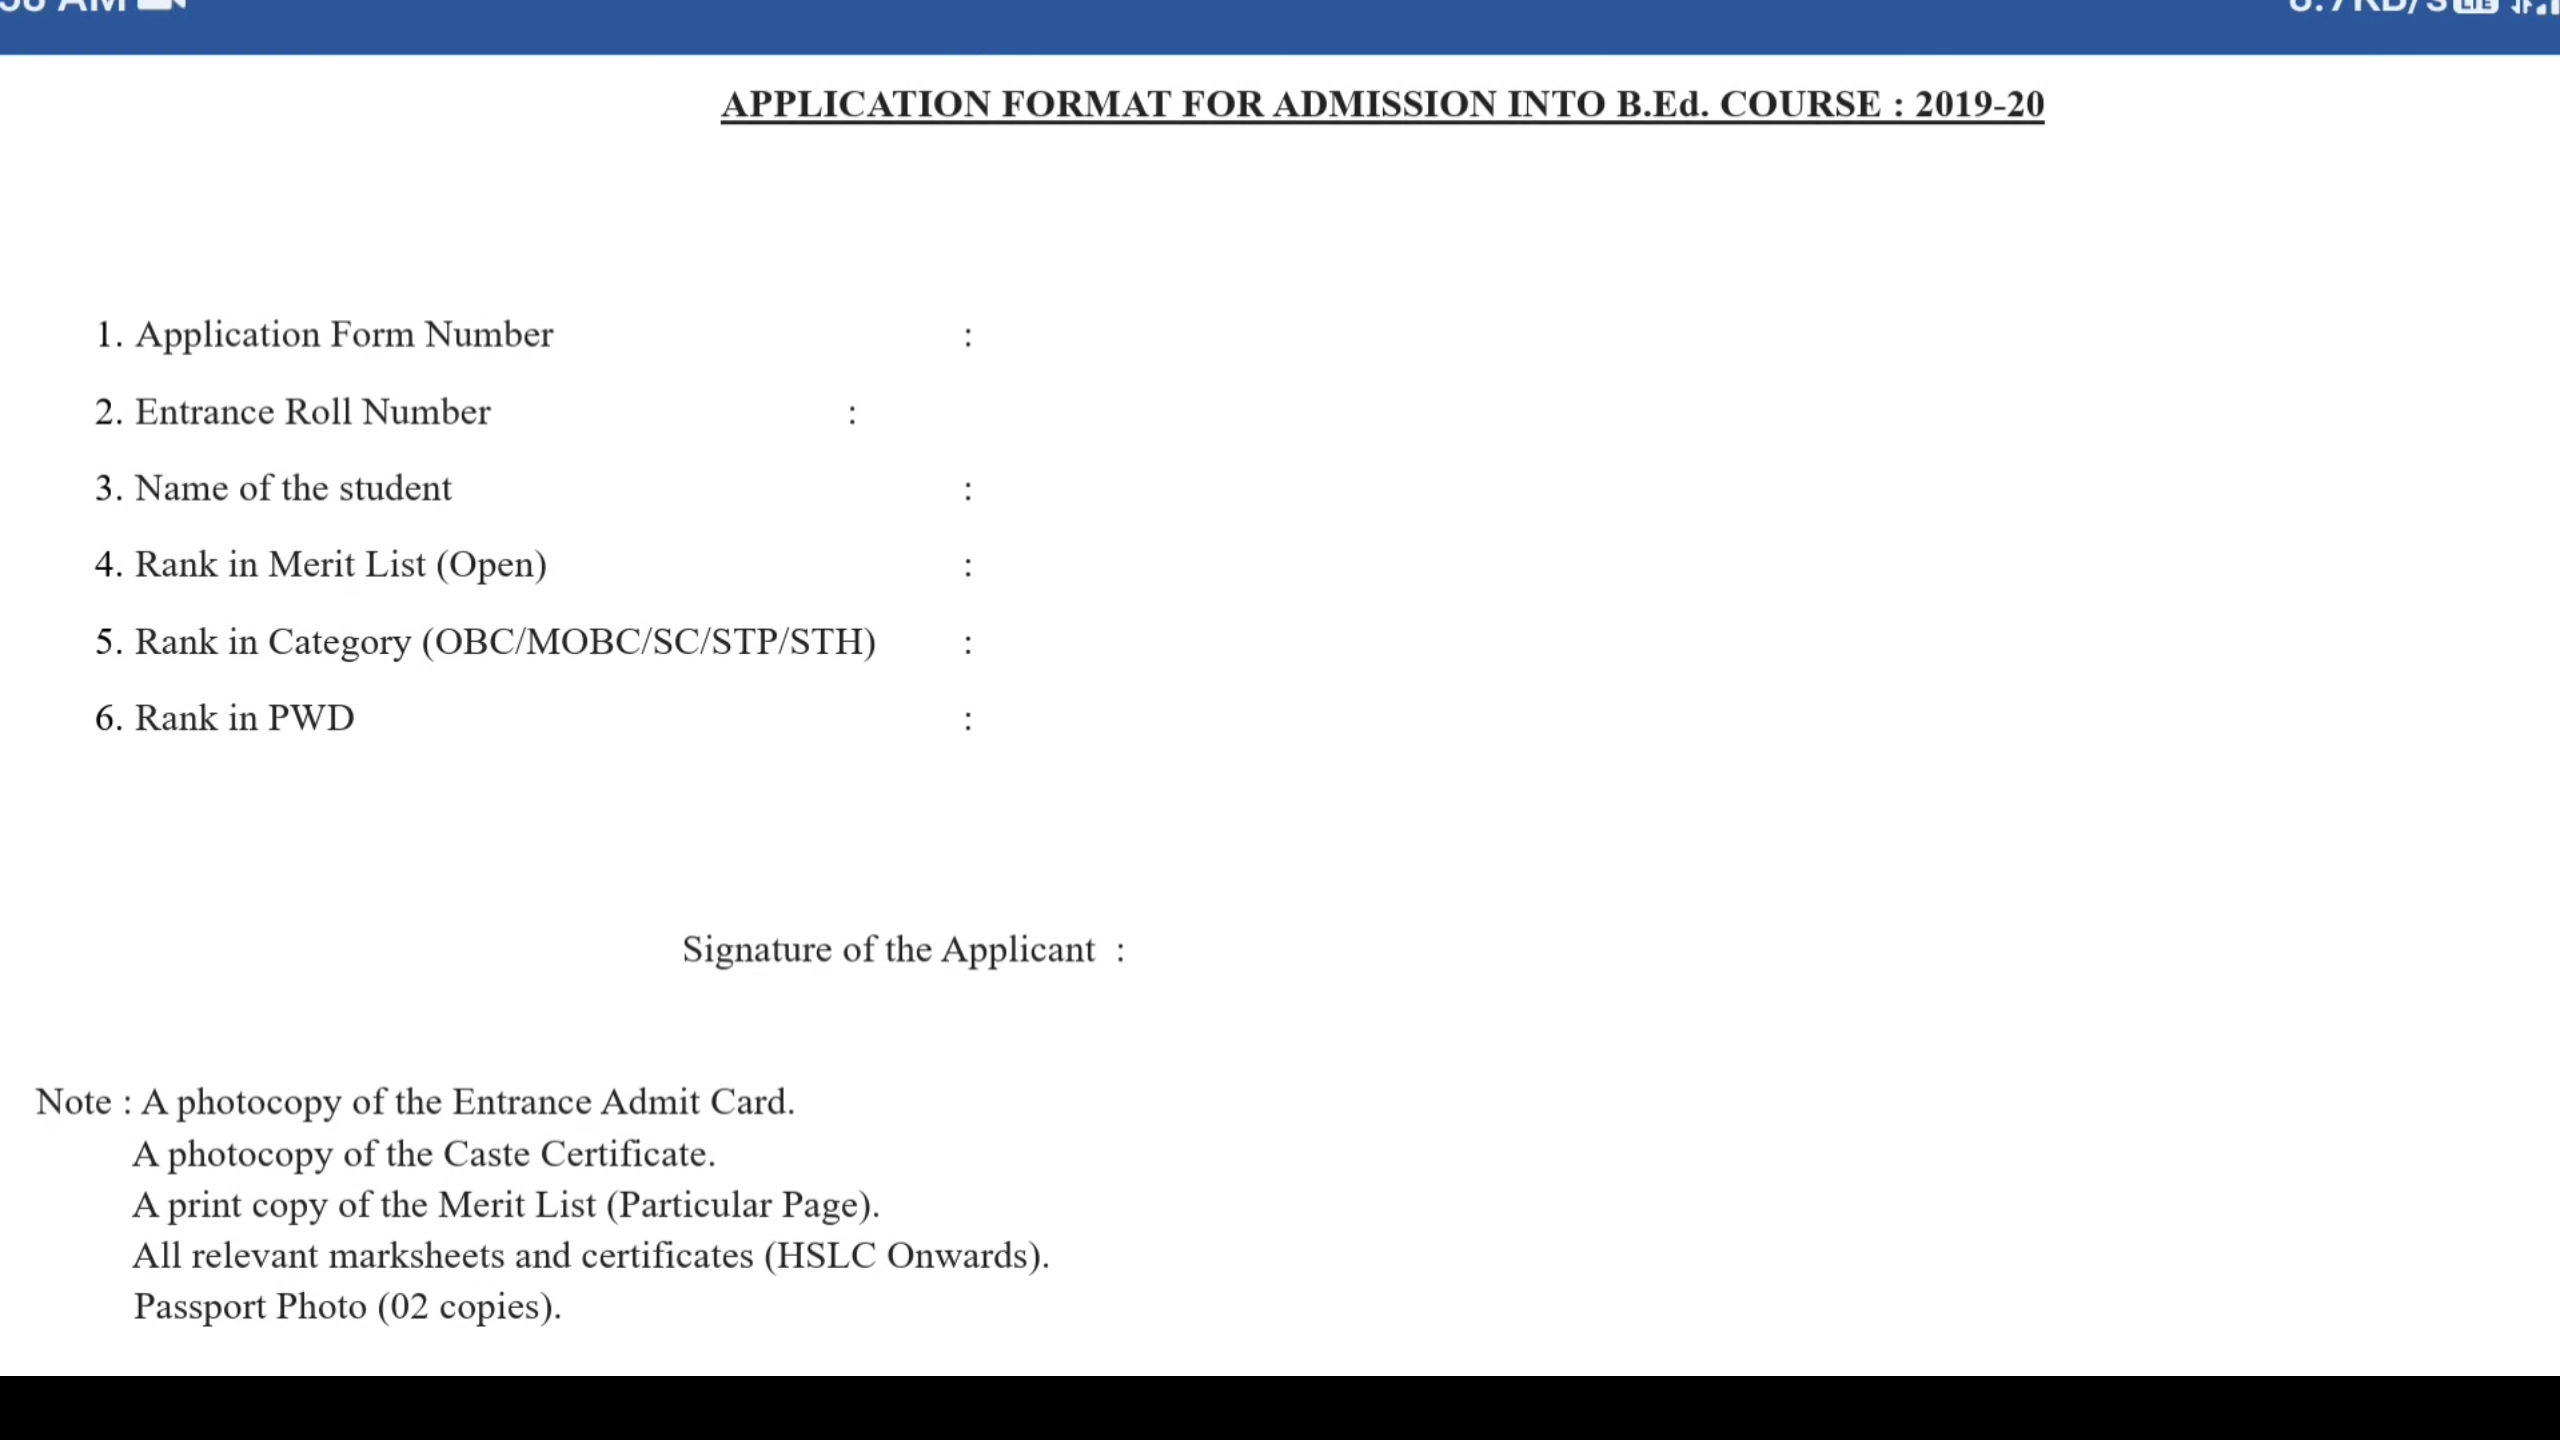 AM
APPLICATION FORMAT FOR ADMISSION INTO B.Ed. COURSE : 2019-20
1. Application Form Number :
2. Entrance Roll Number :
3. Name of the student :
4. Rank in Merit List (Open) :
5. Rank in Category (OBC/MOBC/SC/STP/STH) :
6. Rank in PWD :
Signature of the Applicant :
Note : A photocopy of the Entrance Admit Card.
A photocopy of the Caste Certificate.
A print copy of the Merit List (Particular Page).
All relevant marksheets and certificates (HSLC Onwards).
Passport Photo (02 copies).